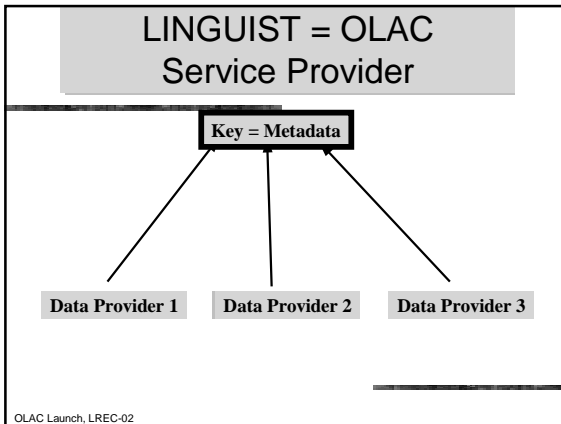 LINGUIST = OLAC
Service Provider
Key = Metadata
Data Provider 1 Data Provider 2 Data Provider 3
OLAC Launch, LREC-02